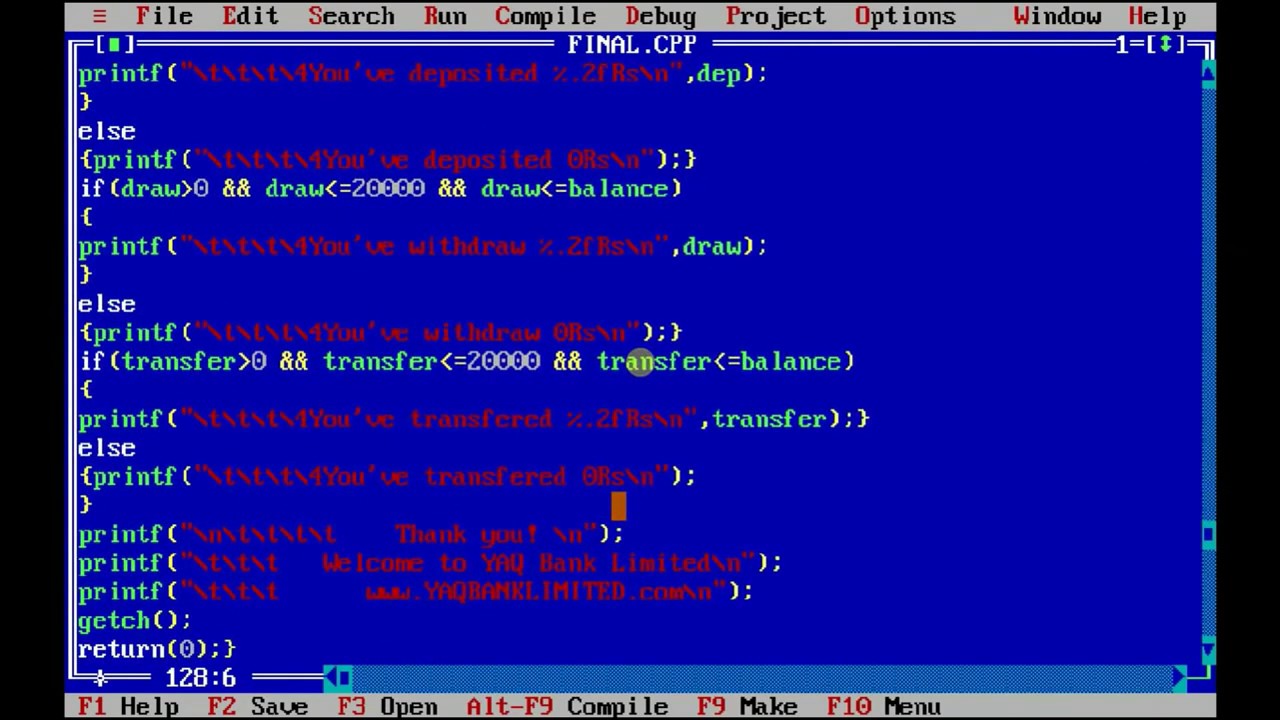 ≡ File Edit Search Run Compile Debug Project Options Window Help
[■] FINAL.CPP 1=[↕]
printf("\t\t\t\4You've deposited %.2fRs\n",dep);
}
else
{printf("\t\t\t\4You've deposited 0Rs\n");}
if(draw>0 && draw<=20000 && draw<=balance)
{
printf("\t\t\t\4You've withdraw %.2fRs\n",draw);
}
else
{printf("\t\t\t\4You've withdraw 0Rs\n");}
if(transfer>0 && transfer<=20000 && transfer<=balance)
{
printf("\t\t\t\4You've transfered %.2fRs\n",transfer);}
else
{printf("\t\t\t\4You've transfered 0Rs\n");
}
printf("\n\t\t\t\t    Thank you! \n");
printf("\t\t\t   Welcome to YAQ Bank Limited\n");
printf("\t\t\t      www.YAQBANKLIMITED.com\n");
getch();
return(0);}
128:6
F1 Help F2 Save F3 Open Alt-F9 Compile F9 Make F10 Menu